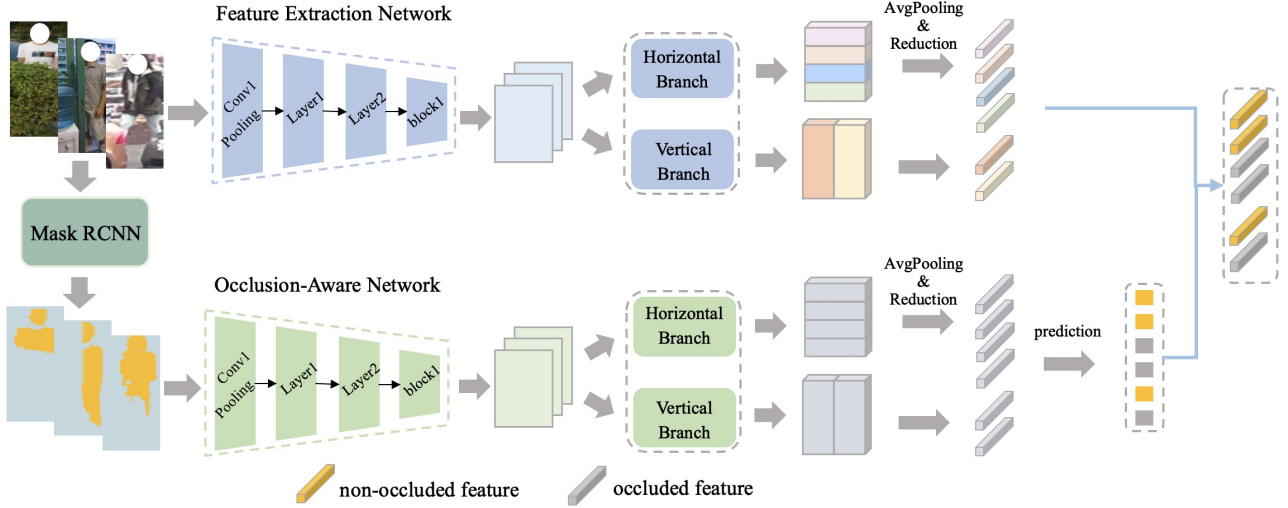 Feature Extraction Network
Conv1
Pooling
Layer1
Layer2
block1
Horizontal
Branch
Vertical
Branch
AvgPooling
&
Reduction
Mask RCNN
Occlusion-Aware Network
Conv1
Pooling
Layer1
Layer2
block1
Horizontal
Branch
Vertical
Branch
AvgPooling
&
Reduction
prediction
non-occluded feature
occluded feature